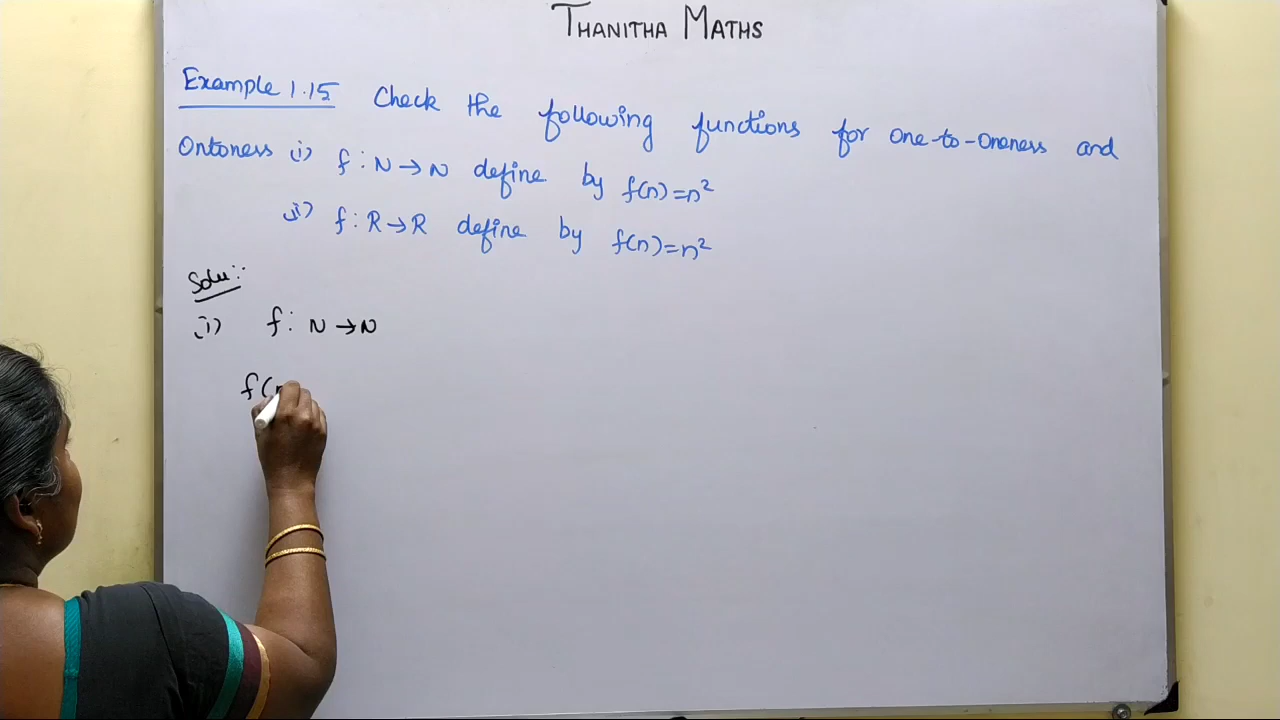 THANITHA MATHS
Example 1.15 Check the following functions for One-to-Oneness and
Ontoness (i) f : N → N define by f(n) = n²
(ii) f : R → R define by f(n) = n²
Solu:-
(i) f : N → N
f(n